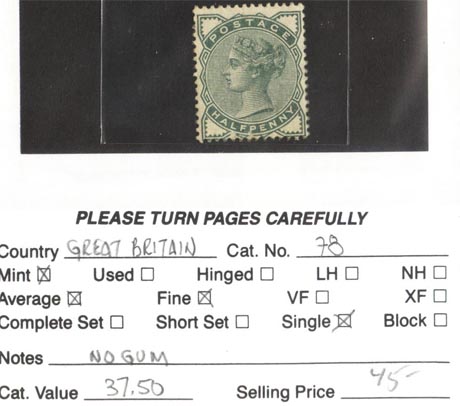 POSTAGE
HALFPENNY
PLEASE TURN PAGES CAREFULLY
Country GREAT BRITAIN Cat. No. 78
Mint ☒ Used ☐ Hinged ☐ LH ☐ NH ☐
Average ☒ Fine ☒ VF ☐ XF ☐
Complete Set ☐ Short Set ☐ Single ☒ Block ☐
Notes NO GUM
Cat. Value 37.50 Selling Price 45-